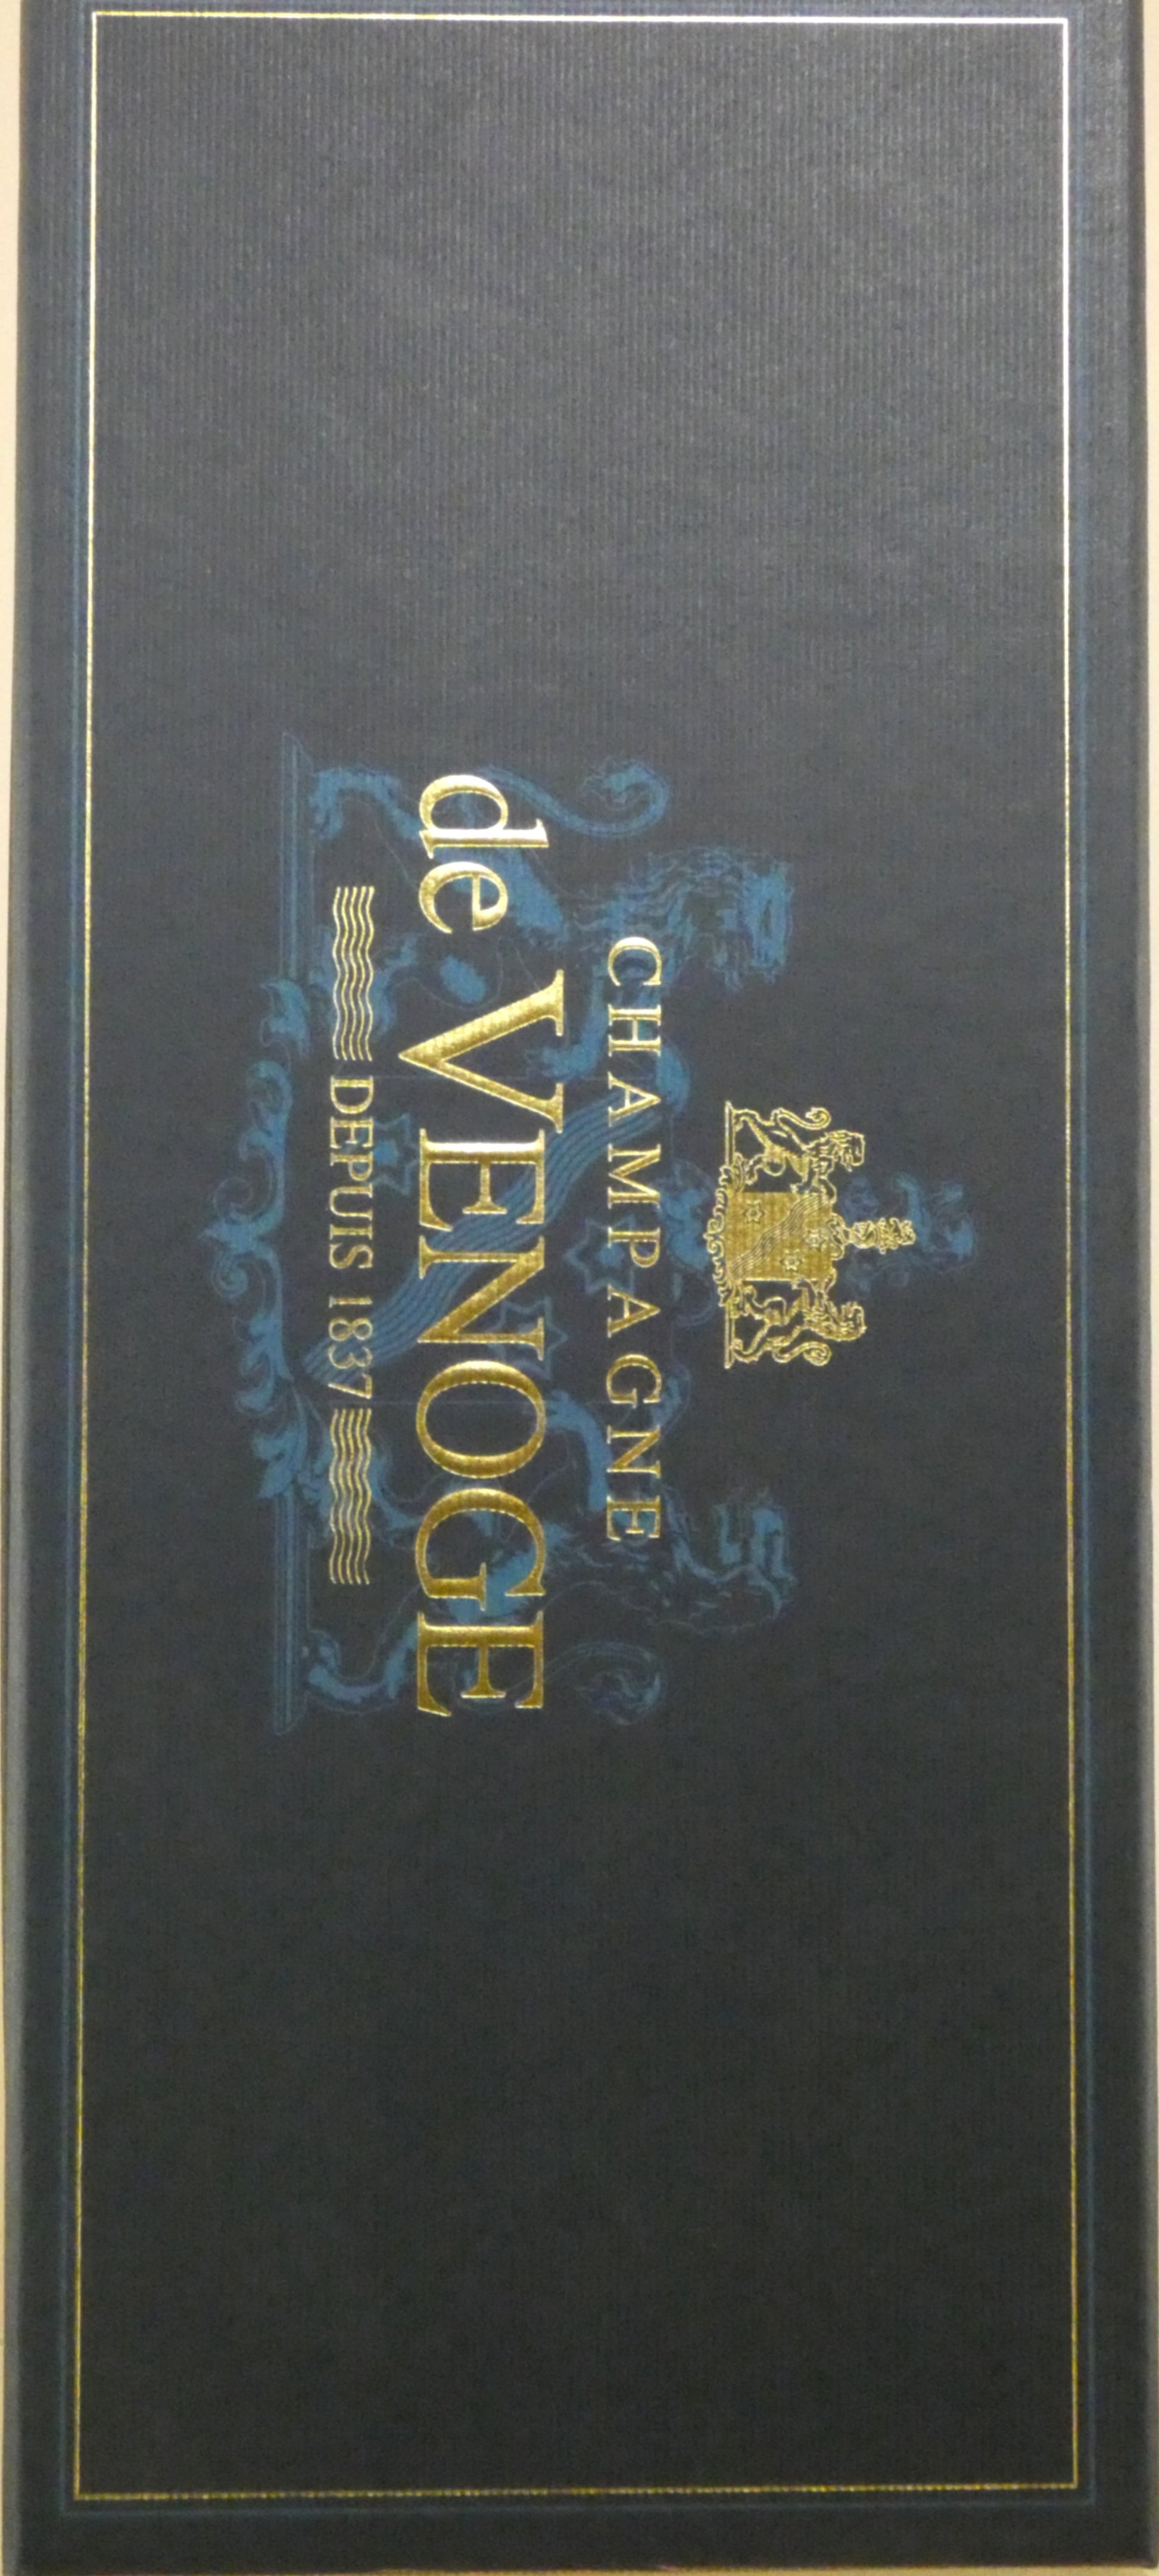 CHAMPAGNE
de VENOGE
DEPUIS 1837